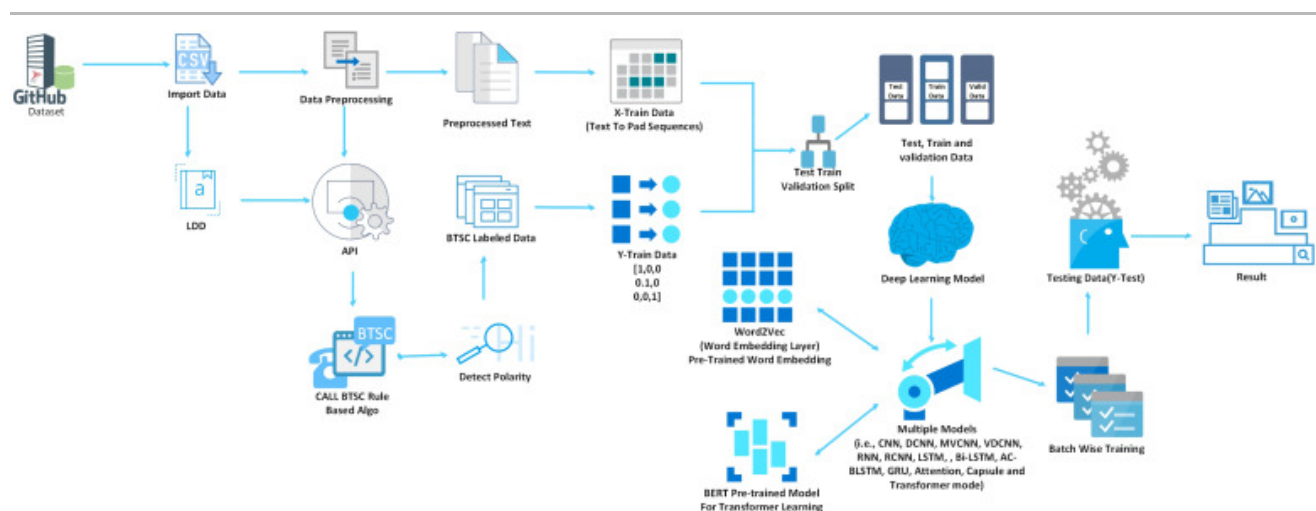 GitHub
Dataset
CSV
Import Data
Data Preprocessing
Preprocessed Text
X-Train Data
(Text To Pad Sequences)
Test Train
Validation Split
Test
Data
Train
Data
Valid
Data
Test, Train and
validation Data
a
LDD
API
BTSC Labeled Data
Y-Train Data
[1,0,0
0.1,0
0,0,1]
Deep Learning Model
C
Testing Data(Y-Test)
Result
BTSC
</>
CALL BTSC Rule
Based Algo
Hi
Detect Polarity
Word2Vec
(Word Embedding Layer)
Pre-Trained Word Embedding
BERT Pre-trained Model
For Transformer Learning
Multiple Models
(i.e., CNN, DCNN, MVCNN, VDCNN,
RNN, RCNN, LSTM, , Bi-LSTM, AC-
BLSTM, GRU, Attention, Capsule and
Transformer mode)
Batch Wise Training